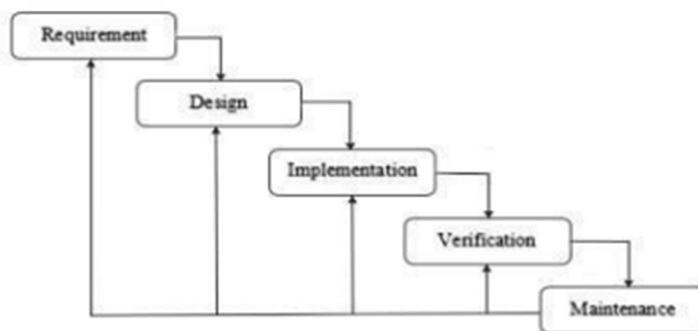 Requirement
Design
Implementation
Verification
Maintenance